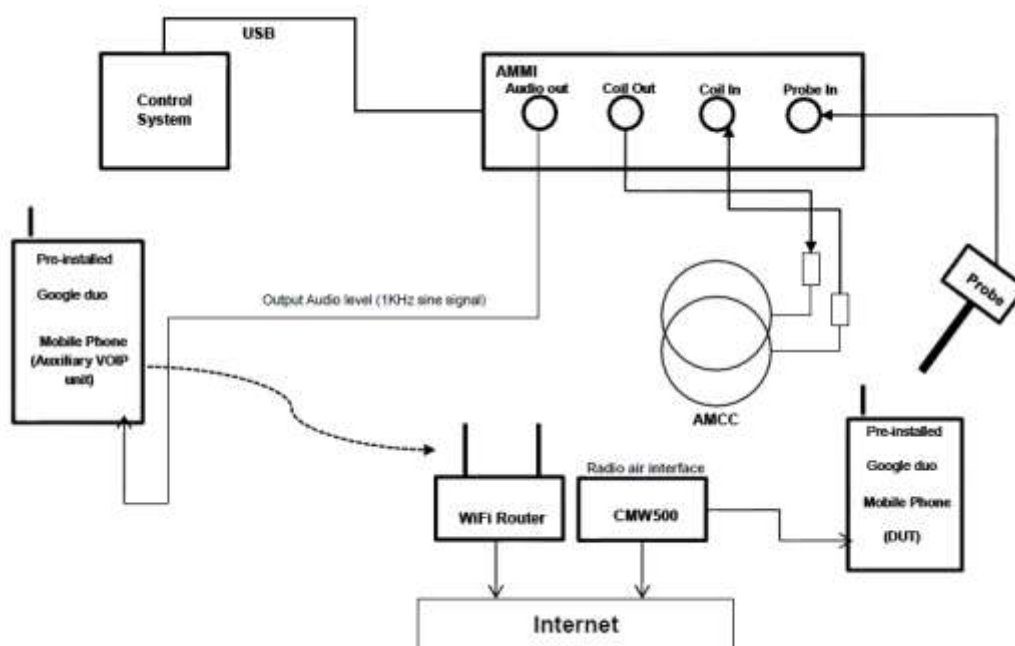 USB
Control
System
AMMI
Audio out
Coil Out
Coil In
Probe In
Pre-installed
Google duo
Mobile Phone
(Auxiliary VOIP
unit)
Output Audio level (1KHz sine signal)
Probe
AMCC
Radio air interface
WiFi Router
CMW500
Pre-installed
Google duo
Mobile Phone
(DUT)
Internet